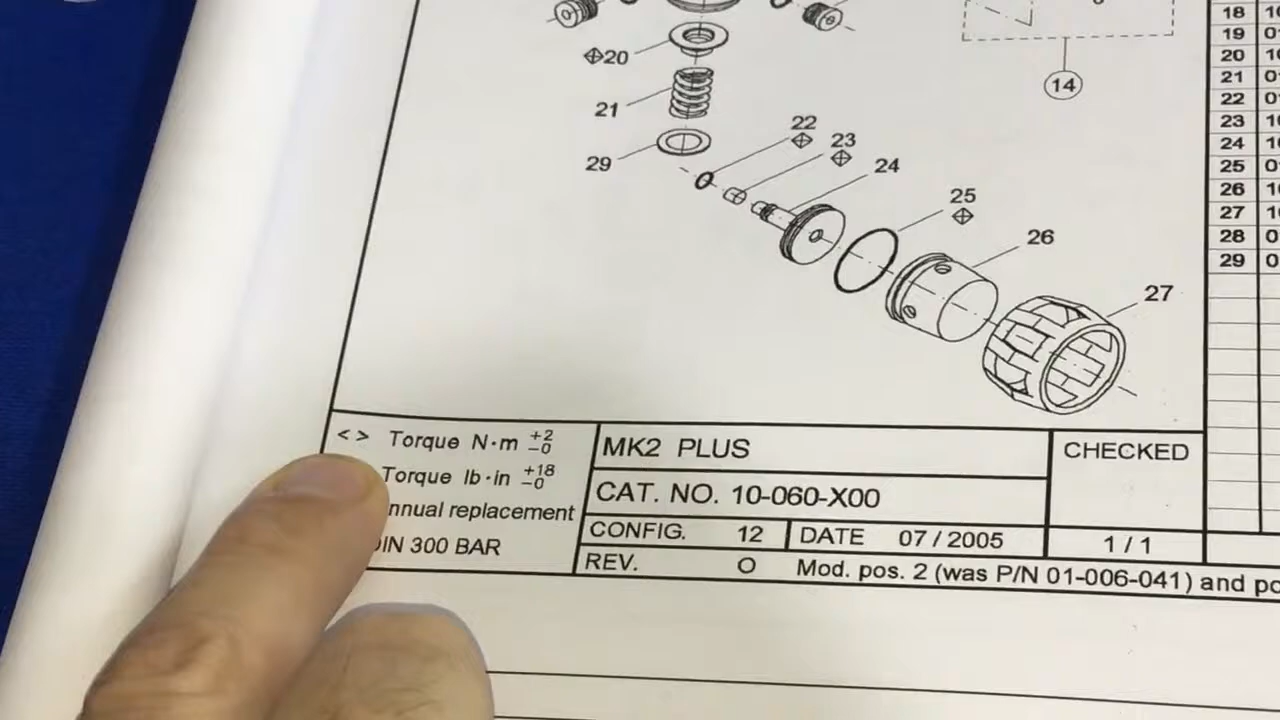 20
21
29
22
23
24
25
26
27
14
18
19
20
21
22
23
24
25
26
27
28
29
< > Torque N·m +2 -0
Torque lb·in +18 -0
nnual replacement
DIN 300 BAR
MK2 PLUS
CAT. NO. 10-060-X00
CONFIG. 12
DATE 07/2005
REV. O Mod. pos. 2 (was P/N 01-006-041) and po
CHECKED
1/1